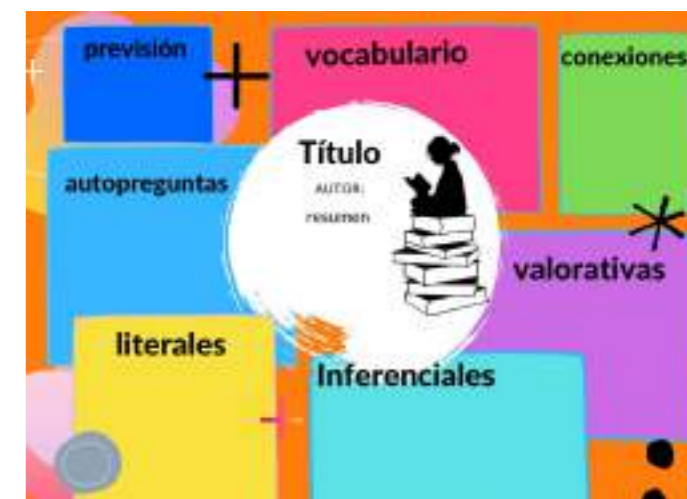 previsión
vocabulario
conexiones
Título
AUTOR:
resumen
autopreguntas
valorativas
literales
Inferenciales